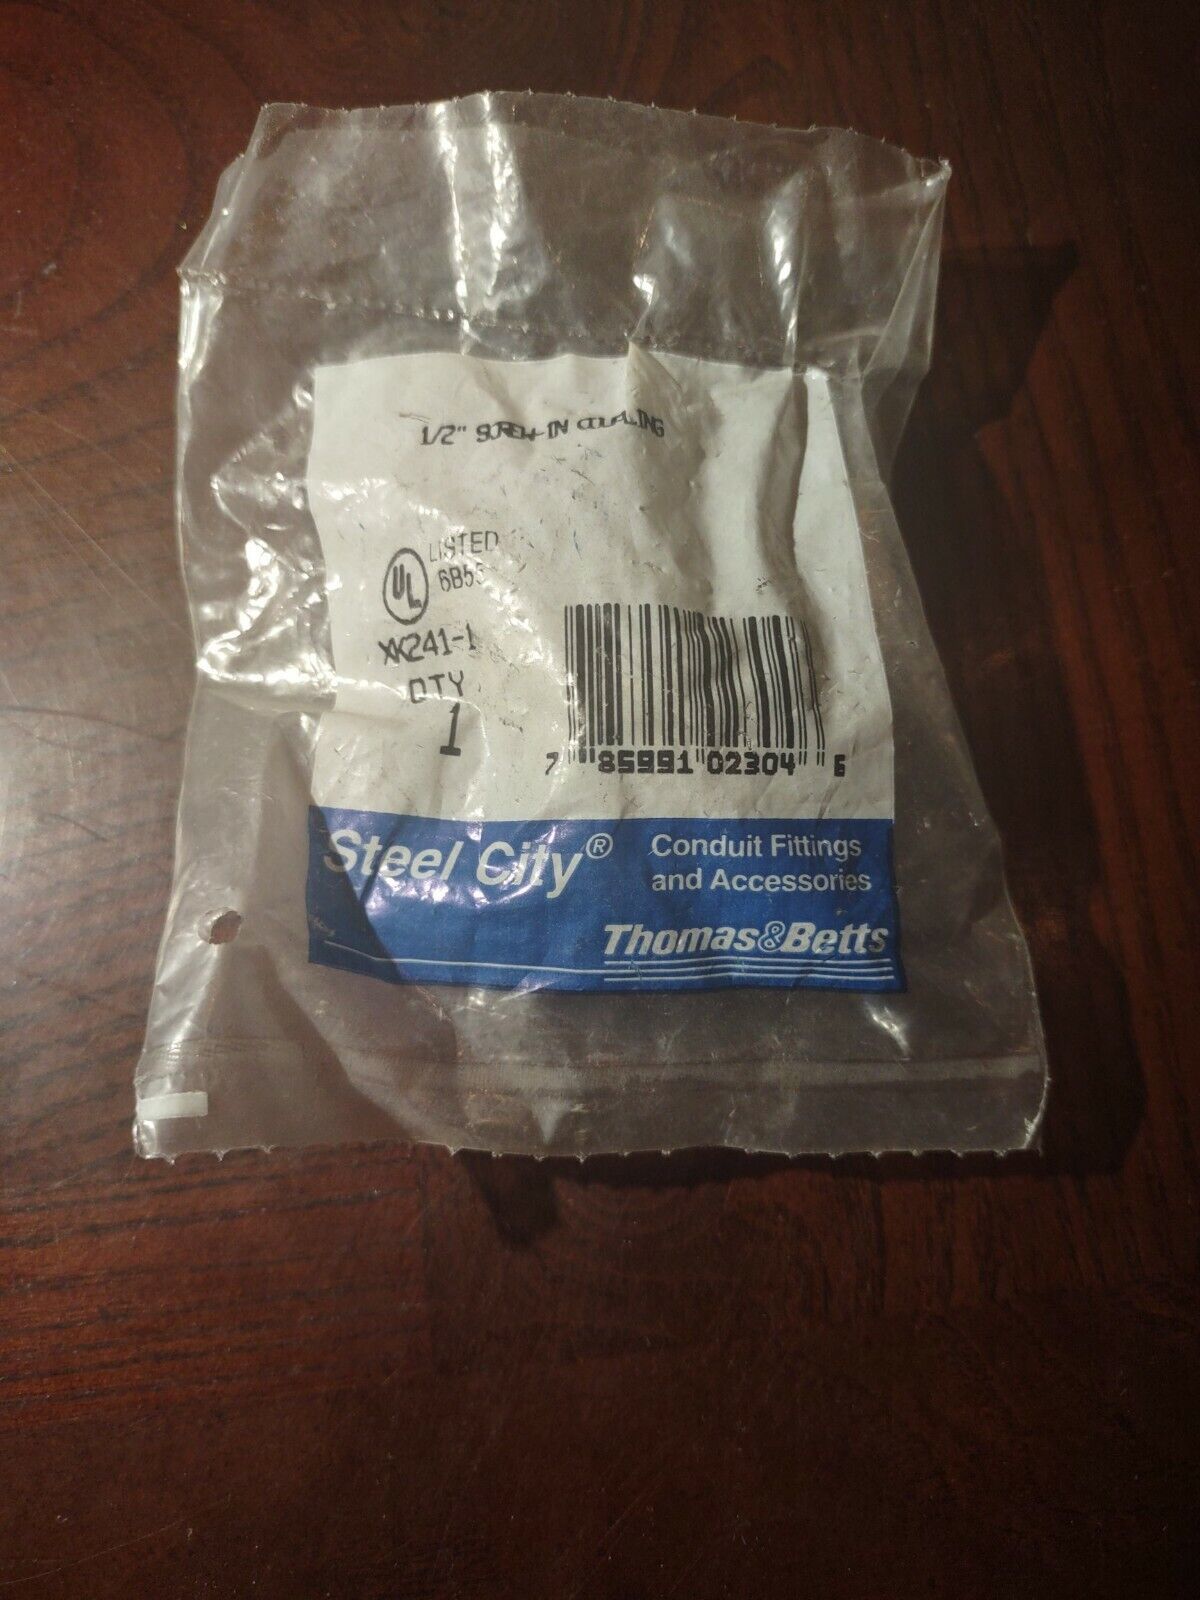 1/2" SCREW-IN COUPLING
UL LISTED
6B55
XK241-1
QTY
1
7 85991 02304 6
Steel City®
Conduit Fittings
and Accessories
Thomas&Betts